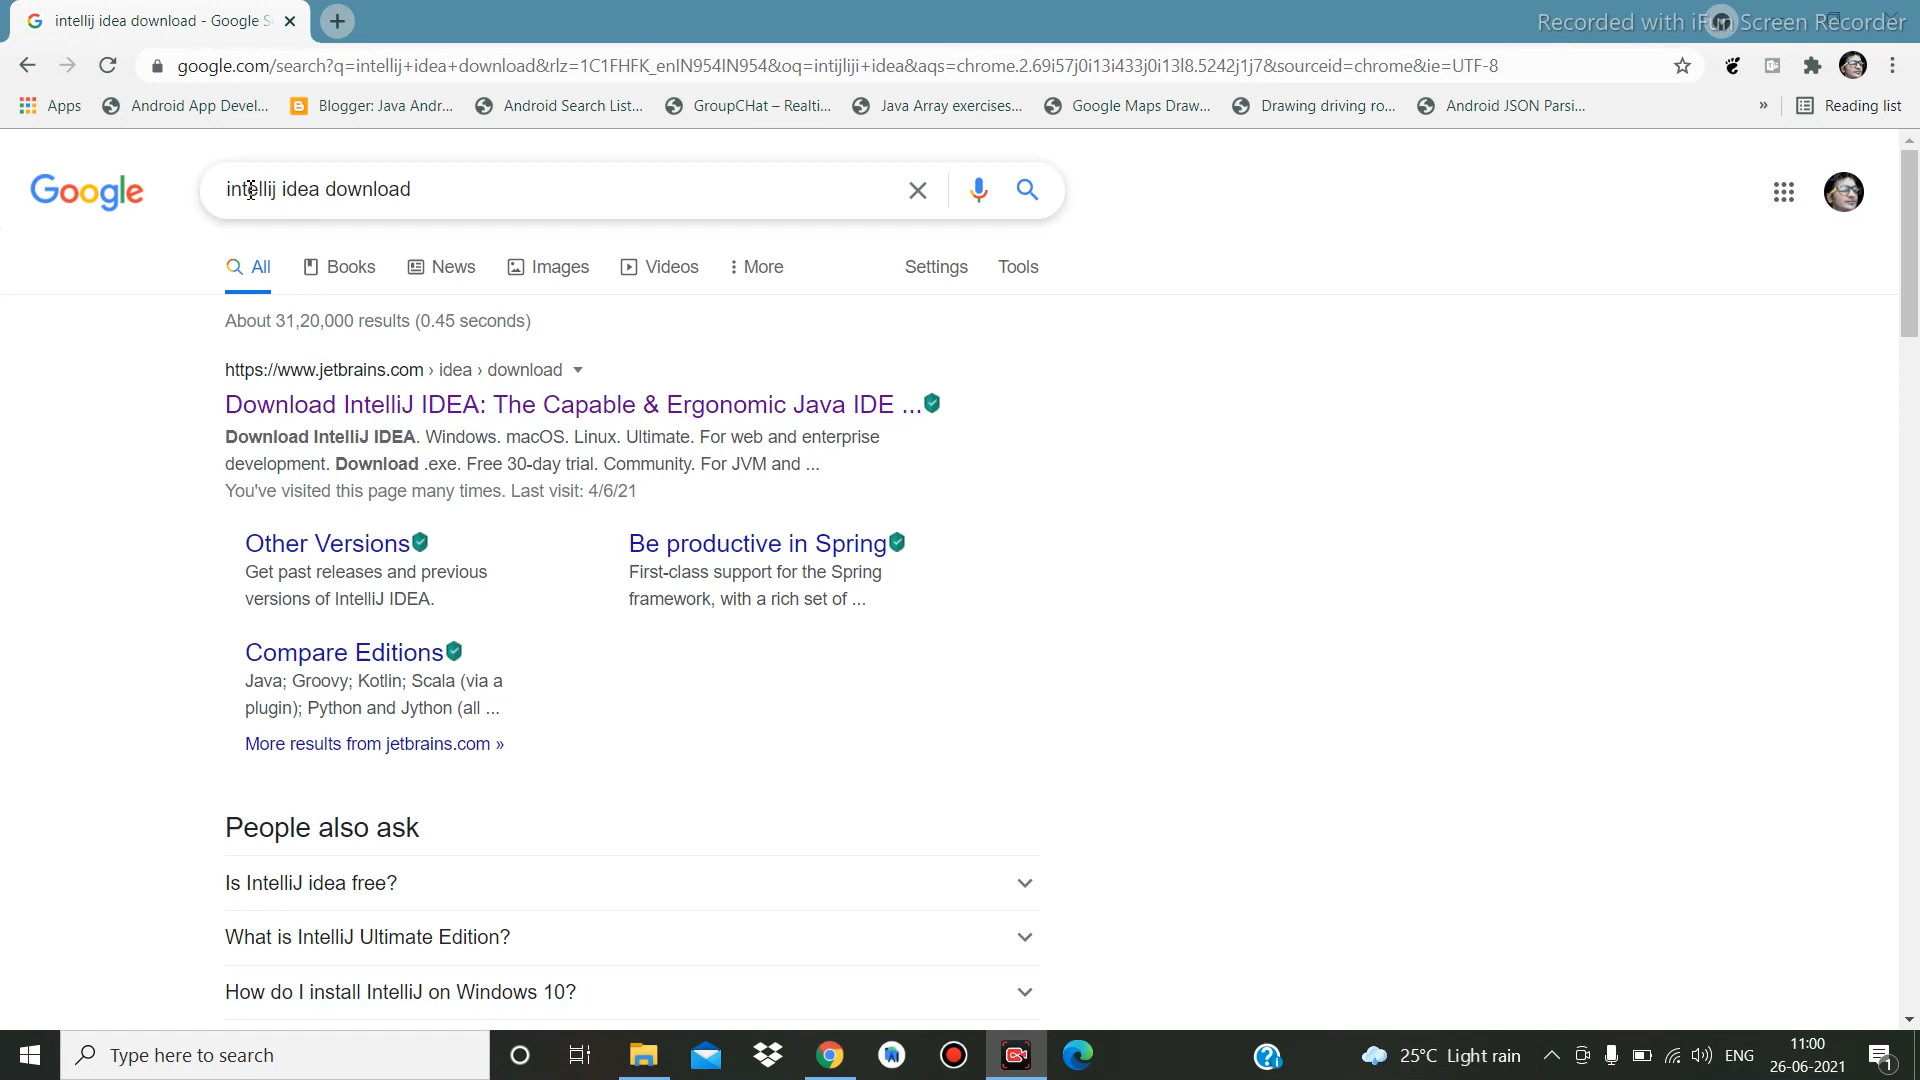 intellij idea download - Google S
Recorded with iFun Screen Recorder
google.com/search?q=intellij+idea+download&rlz=1C1FHFK_enIN954IN954&oq=intijliji+idea&aqs=chrome.2.69i57j0i13i433j0i13l8.5242j1j7&sourceid=chrome&ie=UTF-8
Apps
Android App Devel...
Blogger: Java Andr...
Android Search List...
GroupCHat – Realti...
Java Array exercises...
Google Maps Draw...
Drawing driving ro...
Android JSON Parsi...
»
Reading list
Google
intellij idea download
All
Books
News
Images
Videos
More
Settings
Tools
About 31,20,000 results (0.45 seconds)
https://www.jetbrains.com › idea › download
Download IntelliJ IDEA: The Capable & Ergonomic Java IDE ...
Download IntelliJ IDEA. Windows. macOS. Linux. Ultimate. For web and enterprise
development. Download .exe. Free 30-day trial. Community. For JVM and ...
You've visited this page many times. Last visit: 4/6/21
Other Versions
Get past releases and previous
versions of IntelliJ IDEA.
Be productive in Spring
First-class support for the Spring
framework, with a rich set of ...
Compare Editions
Java; Groovy; Kotlin; Scala (via a
plugin); Python and Jython (all ...
More results from jetbrains.com »
People also ask
Is IntelliJ idea free?
What is IntelliJ Ultimate Edition?
How do I install IntelliJ on Windows 10?
Type here to search
25°C Light rain
ENG
11:00
26-06-2021
1